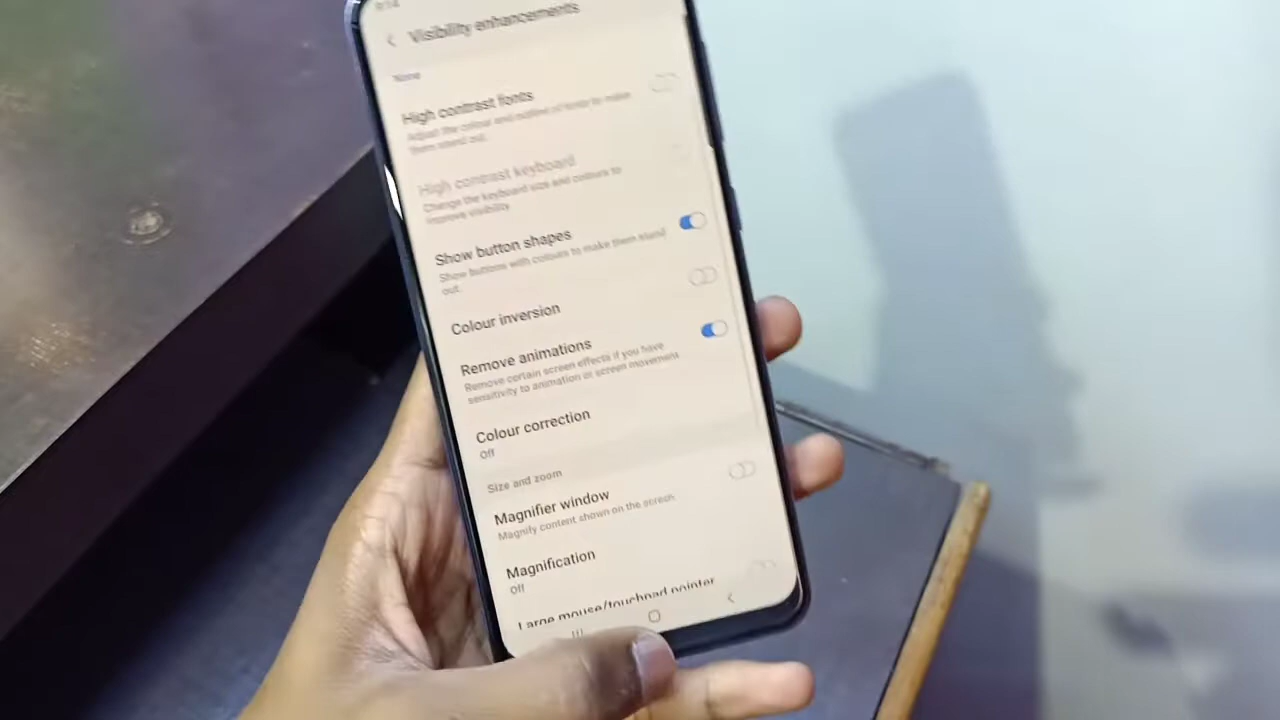 9:14
Visibility enhancements
None
High contrast fonts
Adjust the colour and outline of fonts to make
them stand out.
High contrast keyboard
Change the keyboard size and colours to
improve visibility.
Show button shapes
Show buttons with colours to make them stand
out.
Colour inversion
Remove animations
Remove certain screen effects if you have
sensitivity to animation or screen movement.
Colour correction
Off
Size and zoom
Magnifier window
Magnify content shown on the screen.
Magnification
Off
Large mouse/touchpad pointer